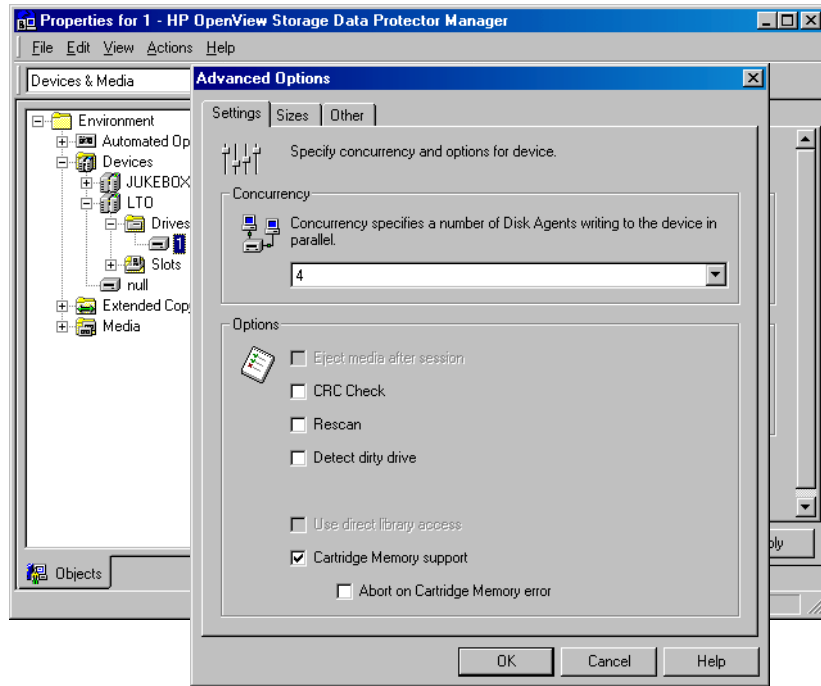 Properties for 1 - HP OpenView Storage Data Protector Manager
File Edit View Actions Help
Devices & Media
Environment
Automated Op
Devices
JUKEBOX
LTO
Drives
1
Slots
null
Extended Cop
Media
Objects
Advanced Options
Settings Sizes Other
Specify concurrency and options for device.
Concurrency
Concurrency specifies a number of Disk Agents writing to the device in
parallel.
4
Options
Eject media after session
CRC Check
Rescan
Detect dirty drive
Use direct library access
Cartridge Memory support
Abort on Cartridge Memory error
OK Cancel Help
ply